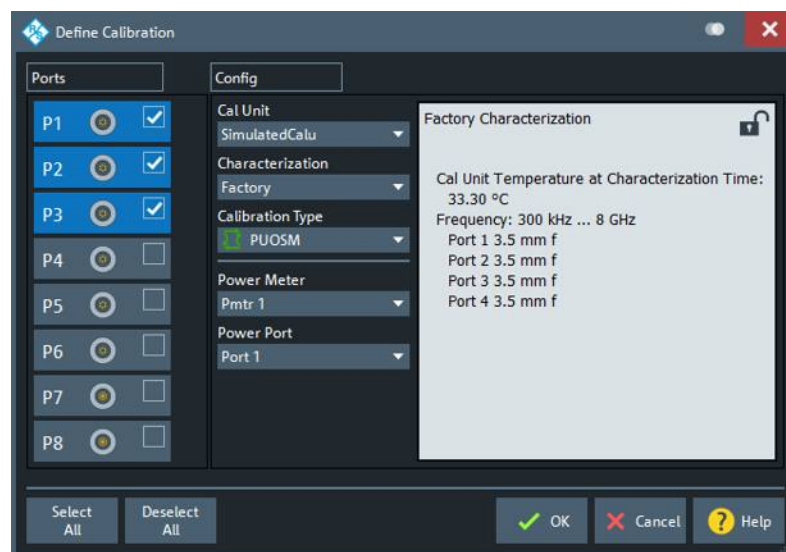 Define Calibration
Ports
P1
P2
P3
P4
P5
P6
P7
P8
Config
Cal Unit
SimulatedCalu
Characterization
Factory
Calibration Type
PUOSM
Power Meter
Pmtr 1
Power Port
Port 1
Factory Characterization
Cal Unit Temperature at Characterization Time:
33.30 ºC
Frequency: 300 kHz ... 8 GHz
Port 1 3.5 mm f
Port 2 3.5 mm f
Port 3 3.5 mm f
Port 4 3.5 mm f
Select
All
Deselect
All
OK
Cancel
? Help